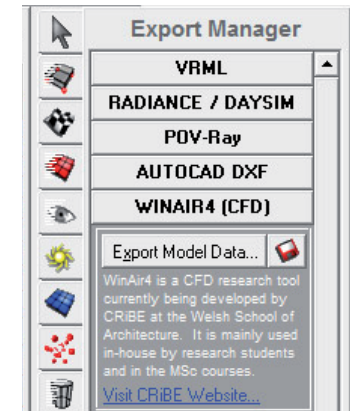 Export Manager
VRML
RADIANCE / DAYSIM
POV-Ray
AUTOCAD DXF
WINAIR4 (CFD)
Export Model Data...
WinAir4 is a CFD research tool
currently being developed by
CRiBE at the Welsh School of
Architecture. It is mainly used
in-house by research students
and in the MSc courses.
Visit CRiBE Website...